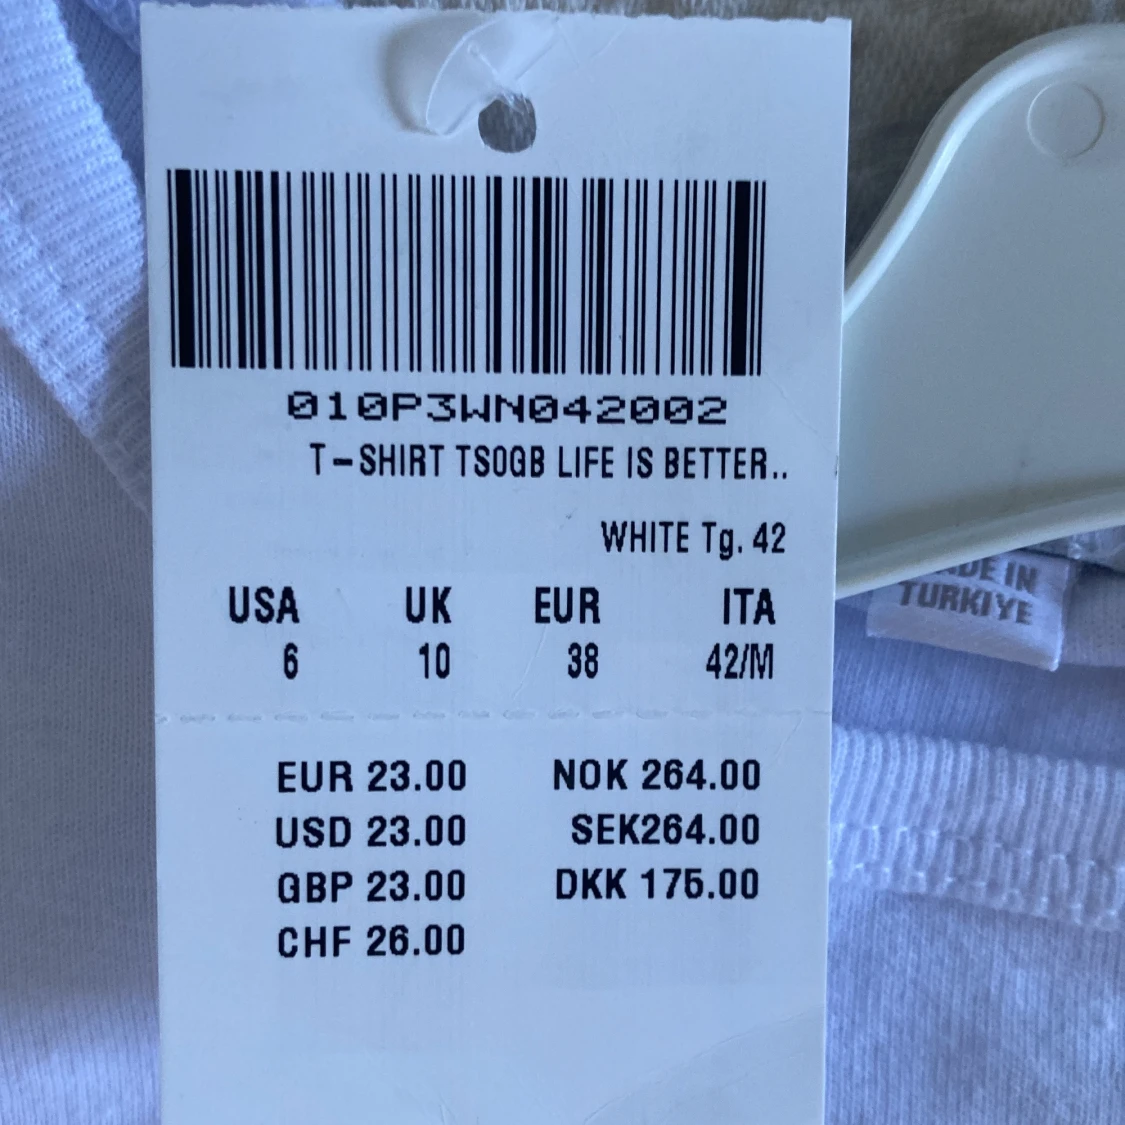 010P3WN042002
T-SHIRT TSOGB LIFE IS BETTER..
WHITE Tg. 42
USA UK EUR ITA
6 10 38 42/M
EUR 23.00 NOK 264.00
USD 23.00 SEK264.00
GBP 23.00 DKK 175.00
CHF 26.00
IN
TURKIYE